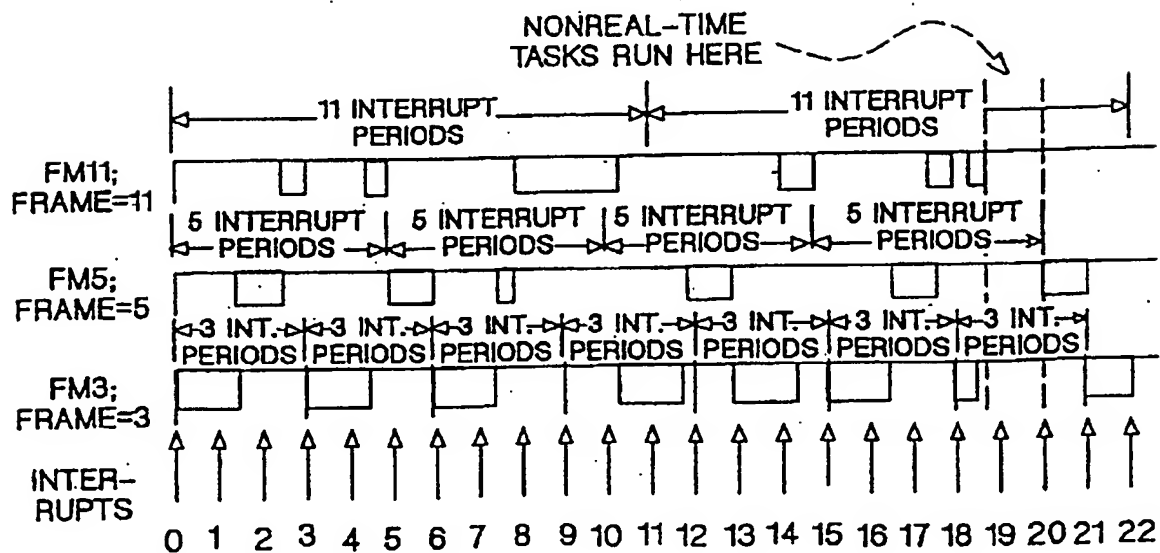 NONREAL-TIME
TASKS RUN HERE
11 INTERRUPT
PERIODS
11 INTERRUPT
PERIODS
FM11;
FRAME=11
5 INTERRUPT
PERIODS
5 INTERRUPT
PERIODS
5 INTERRUPT
PERIODS
5 INTERRUPT
PERIODS
FM5;
FRAME=5
3 INT.
PERIODS
3 INT.
PERIODS
3 INT.
PERIODS
3 INT.
PERIODS
3 INT.
PERIODS
3 INT.
PERIODS
3 INT.
PERIODS
FM3;
FRAME=3
INTER-
RUPTS
0 1 2 3 4 5 6 7 8 9 10 11 12 13 14 15 16 17 18 19 20 21 22